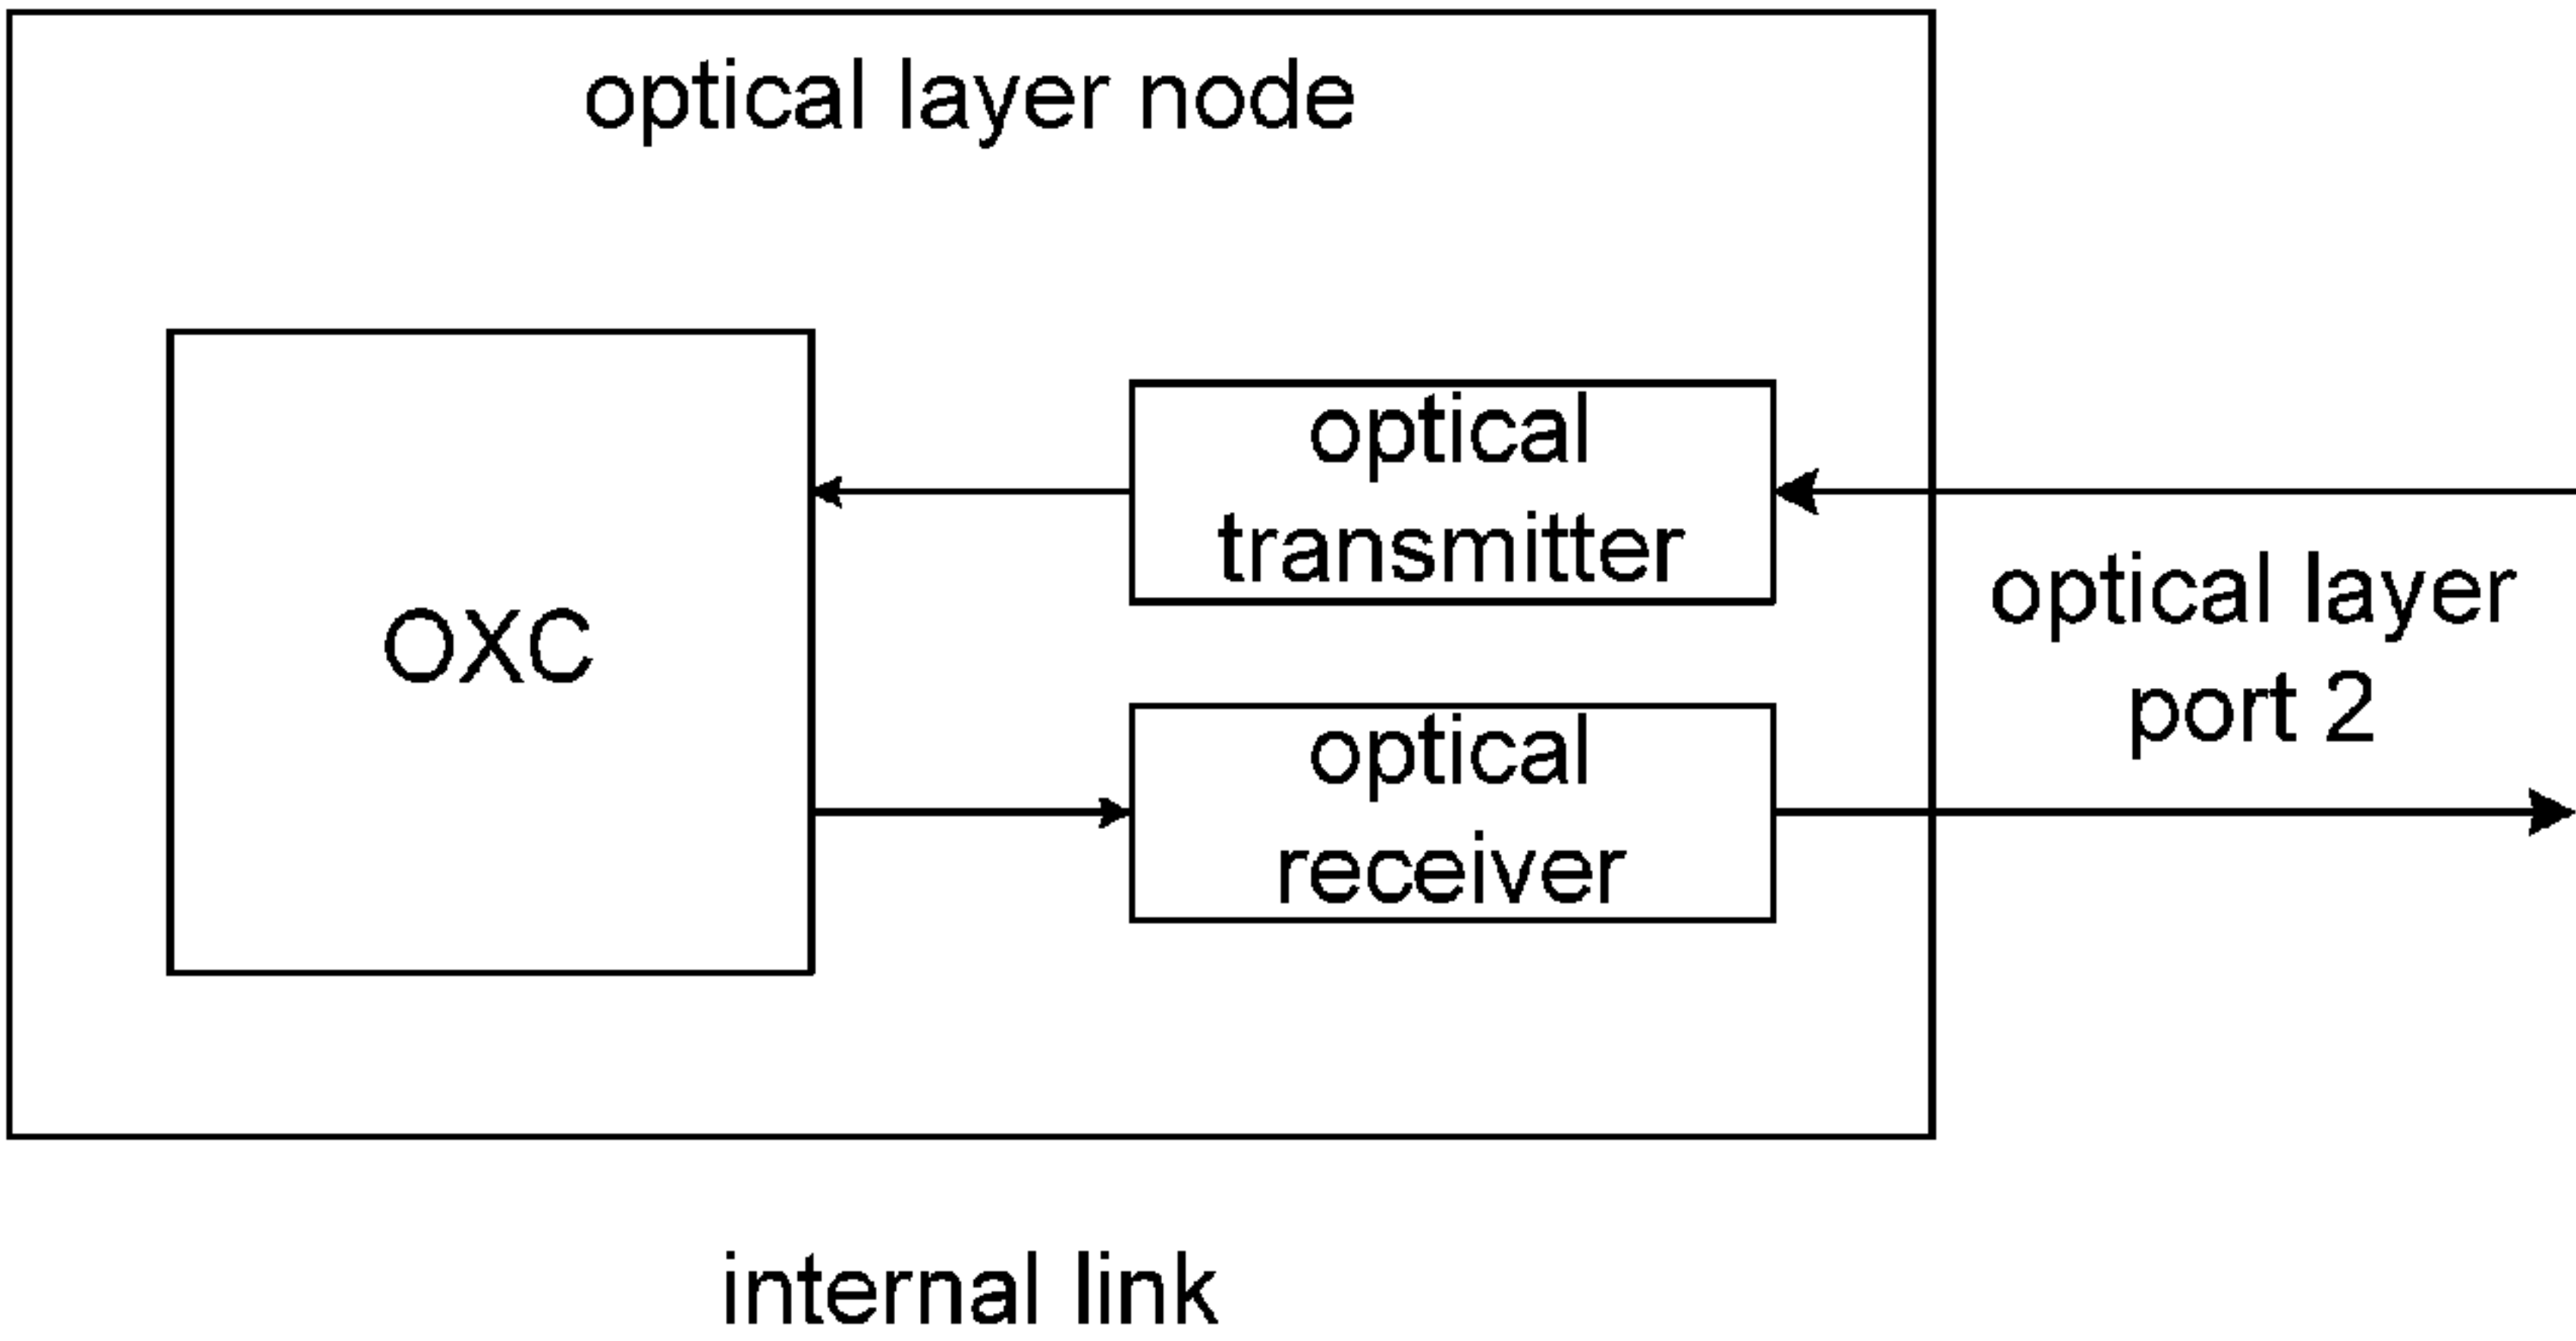 optical layer node
optical
transmitter
OXC
optical layer
port 2
optical
receiver
internal link